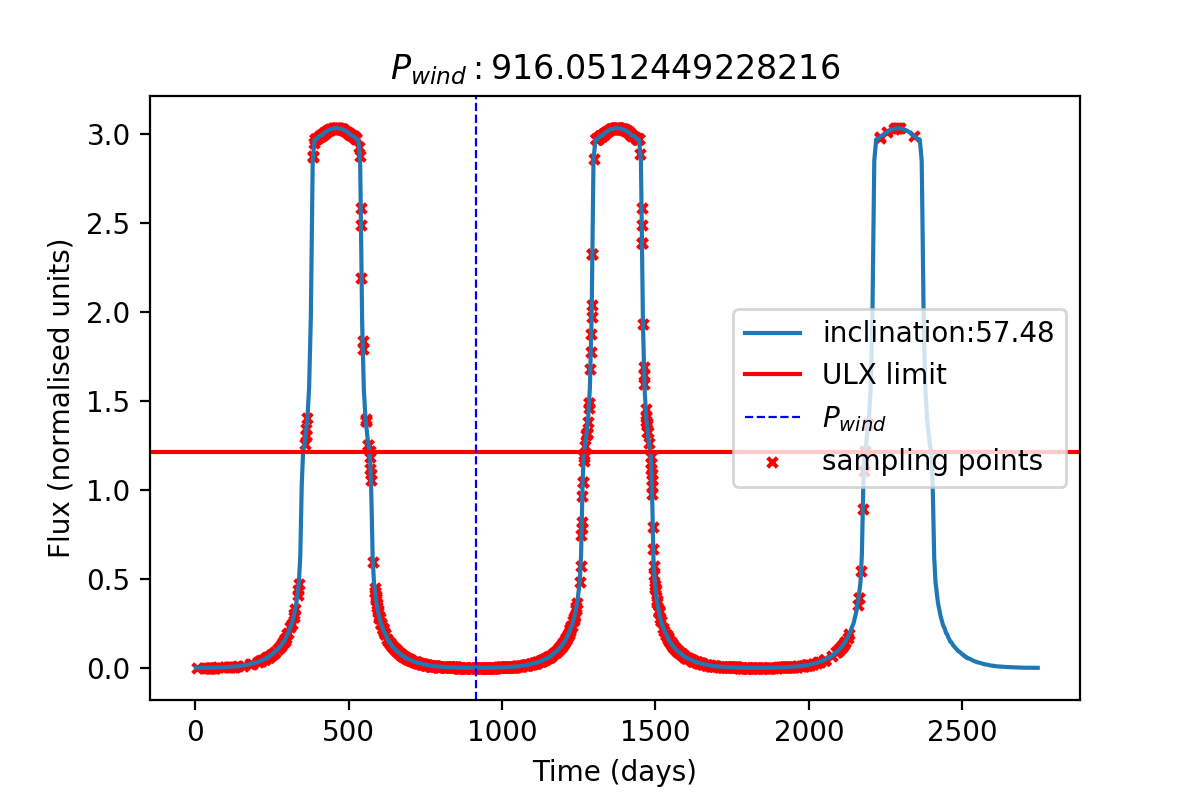 P_wind : 916.0512449228216
Flux (normalised units)
3.0
2.5
2.0
1.5
1.0
0.5
0.0
inclination:57.48
ULX limit
P_wind
sampling points
0 500 1000 1500 2000 2500
Time (days)